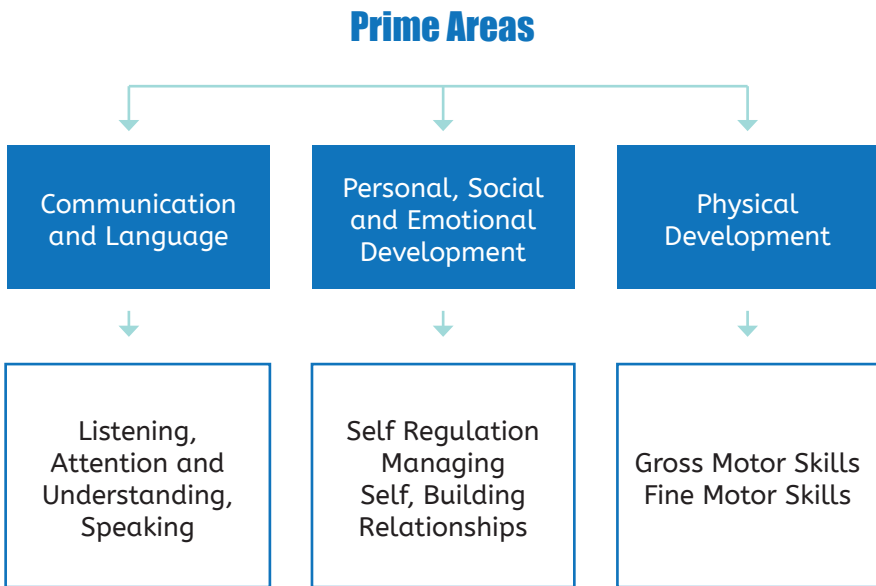 Prime Areas
Communication
and Language
Personal, Social
and Emotional
Development
Physical
Development
Listening,
Attention and
Understanding,
Speaking
Self Regulation
Managing
Self, Building
Relationships
Gross Motor Skills
Fine Motor Skills